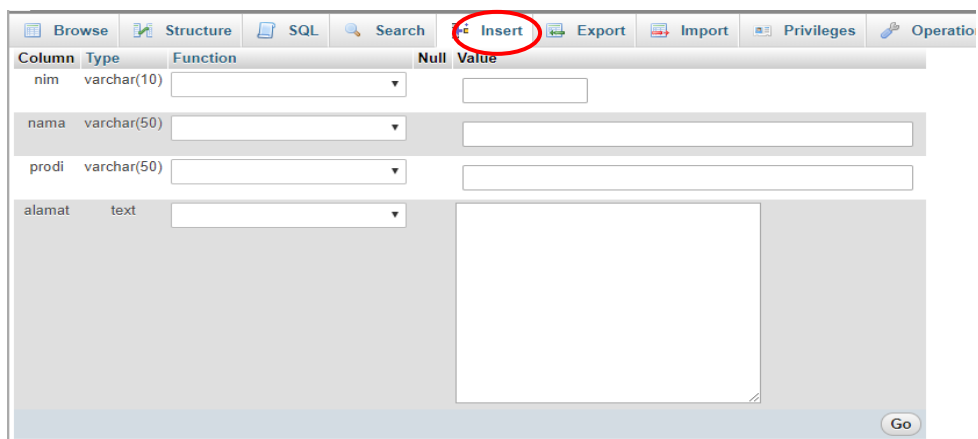 Browse Structure SQL Search Insert Export Import Privileges Operatio
Column Type Function Null Value
nim varchar(10)
nama varchar(50)
prodi varchar(50)
alamat text
Go